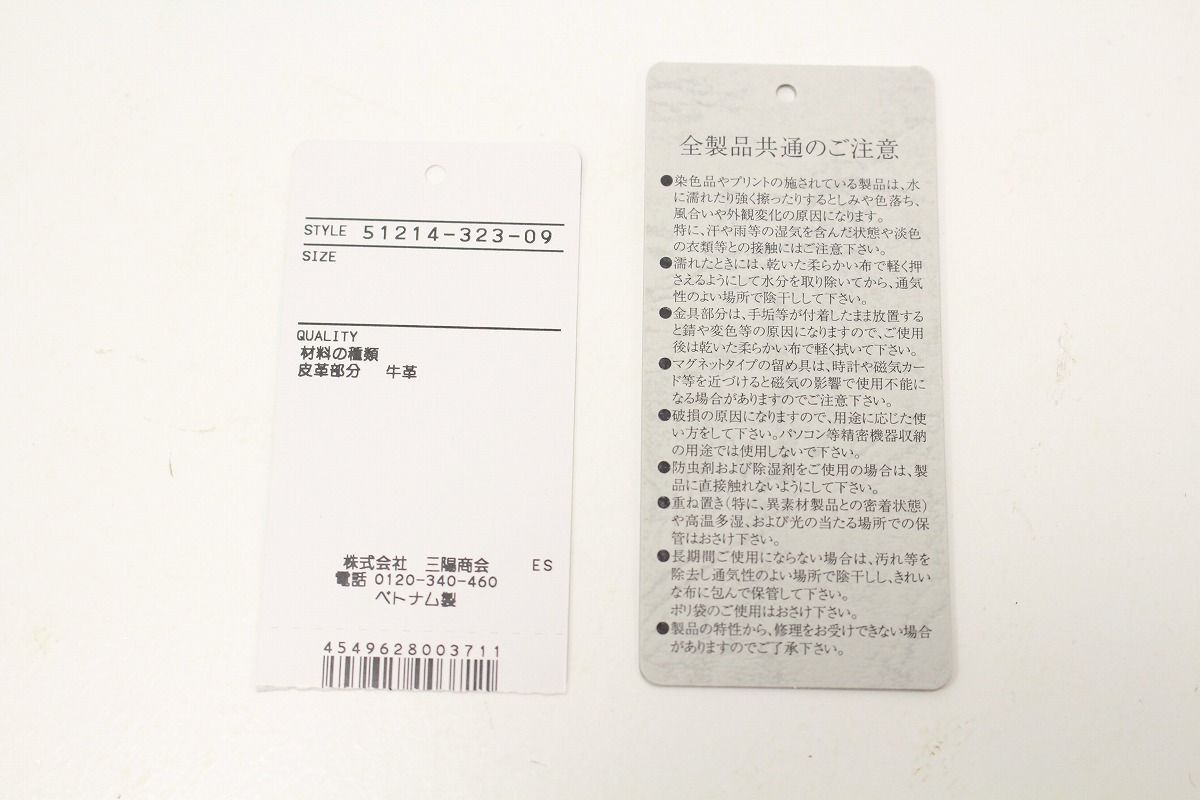 STYLE 51214-323-09
SIZE
QUALITY
材料の種類
皮革部分 牛革
株式会社 三陽商会 ES
電話 0120-340-460
ベトナム製
4549628003711
全製品共通のご注意
●染色品やプリントの施されている製品は、水
に濡れたり強く擦ったりするとしみや色落ち、
風合いや外観変化の原因になります。
特に、汗や雨等の湿気を含んだ状態や淡色
の衣類等との接触にはご注意下さい。
●濡れたときには、乾いた柔らかい布で軽く押
さえるようにして水分を取り除いてから、通気
性のよい場所で陰干しして下さい。
●金具部分は、手垢等が付着したまま放置する
と錆や変色等の原因になりますので、ご使用
後は乾いた柔らかい布で軽く拭いて下さい。
●マグネットタイプの留め具は、時計や磁気カー
ド等を近づけると磁気の影響で使用不能に
なる場合がありますのでご注意下さい。
●破損の原因になりますので、用途に応じた使
い方をして下さい。パソコン等精密機器収納
の用途では使用しないで下さい。
●防虫剤および除湿剤をご使用の場合は、製
品に直接触れないようにして下さい。
●重ね置き(特に、異素材製品との密着状態)
や高温多湿、および光の当たる場所での保
管はおさけ下さい。
●長期間ご使用にならない場合は、汚れ等を
除去し通気性のよい場所で陰干しし、きれい
な布に包んで保管して下さい。
ポリ袋のご使用はおさけ下さい。
●製品の特性から、修理をお受けできない場合
がありますのでご了承下さい。